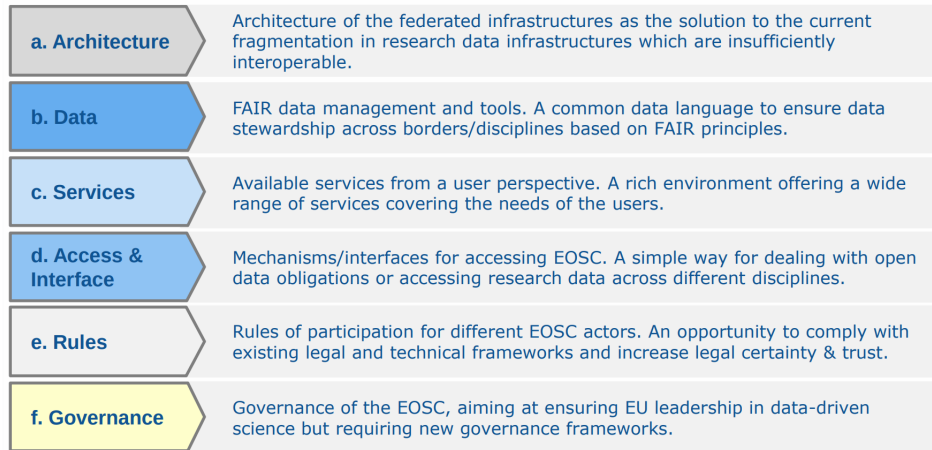 a. Architecture
Architecture of the federated infrastructures as the solution to the current
fragmentation in research data infrastructures which are insufficiently
interoperable.
b. Data
FAIR data management and tools. A common data language to ensure data
stewardship across borders/disciplines based on FAIR principles.
c. Services
Available services from a user perspective. A rich environment offering a wide
range of services covering the needs of the users.
d. Access &
Interface
Mechanisms/interfaces for accessing EOSC. A simple way for dealing with open
data obligations or accessing research data across different disciplines.
e. Rules
Rules of participation for different EOSC actors. An opportunity to comply with
existing legal and technical frameworks and increase legal certainty & trust.
f. Governance
Governance of the EOSC, aiming at ensuring EU leadership in data-driven
science but requiring new governance frameworks.